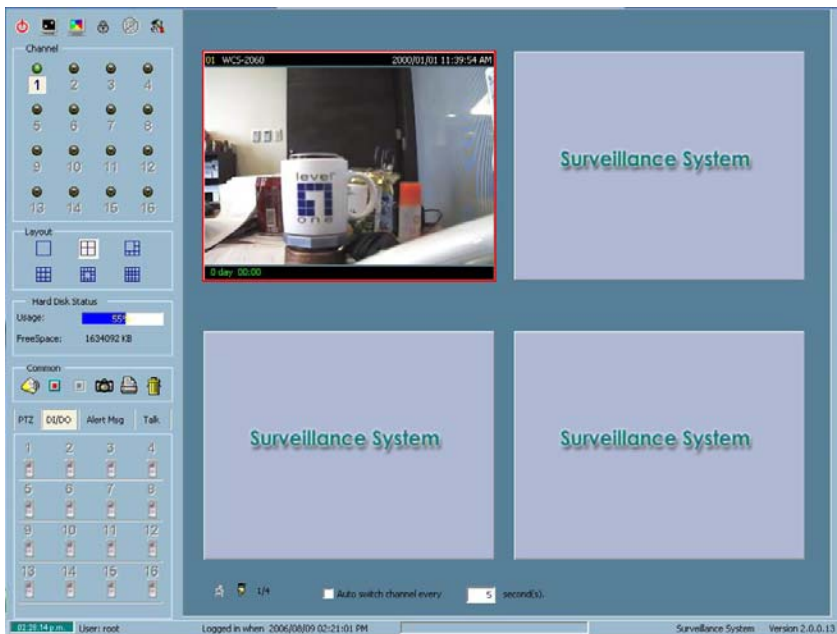 Channel
1 2 3 4
5 6 7 8
9 10 11 12
13 14 15 16
Layout
Hard Disk Status
Usage: 55%
FreeSpace: 1634092 KB
Common
PTZ DI/DO Alert Msg Talk
1 2 3 4
5 6 7 8
9 10 11 12
13 14 15 16
01 WCS-2060 2000/01/01 11:39:54 AM
level
one
0 day 00:00
Surveillance System
Surveillance System
Surveillance System
1/4 Auto switch channel every 5 second(s).
02:28:14 p.m. User: root Logged in when 2006/08/09 02:21:01 PM Surveillance System Version 2.0.0.13